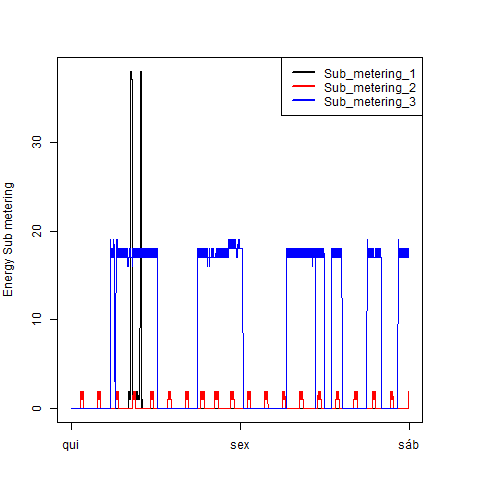 Sub_metering_1
Sub_metering_2
Sub_metering_3
Energy Sub metering
30
20
10
0
qui sex sáb